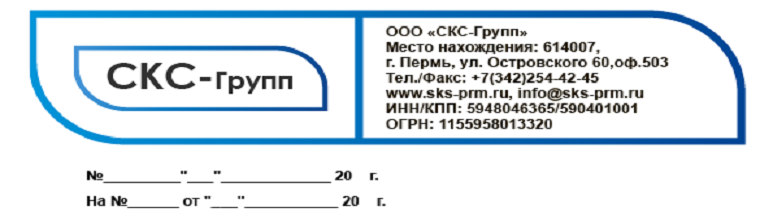 СКС-Групп
ООО «СКС-Групп»
Место нахождения: 614007,
г. Пермь, ул. Островского 60,оф.503
Тел./Факс: +7(342)254-42-45
www.sks-prm.ru, info@sks-prm.ru
ИНН/КПП: 5948046365/590401001
ОГРН: 1155958013320
№__________"___"______________ 20 г.
На №______ от "___"____________ 20 г.